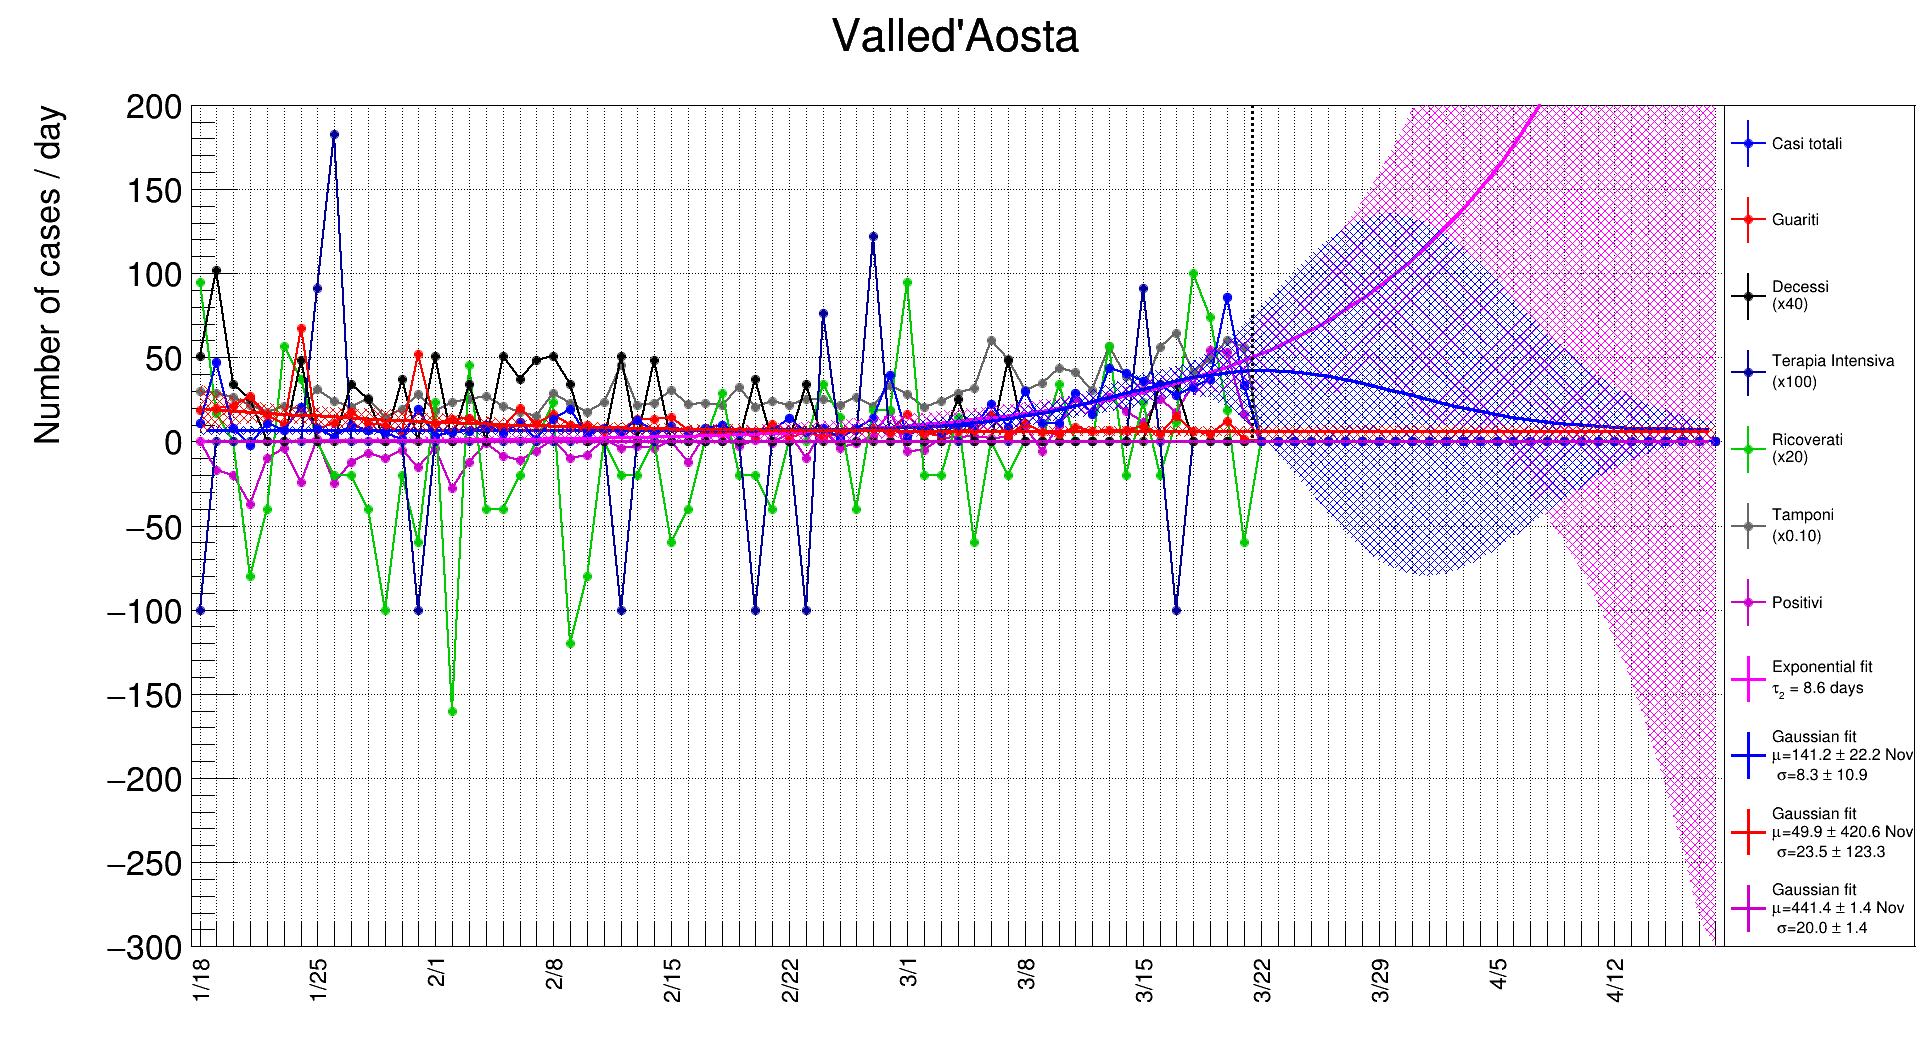 Valled'Aosta
Number of cases / day
200
150
100
50
0
−50
−100
−150
−200
−250
−300
1/18
1/25
2/1
2/8
2/15
2/22
3/1
3/8
3/15
3/22
3/29
4/5
4/12
Casi totali
Guariti
Decessi
(x40)
Terapia Intensiva
(x100)
Ricoverati
(x20)
Tamponi
(x0.10)
Positivi
Exponential fit
τ2 = 8.6 days
Gaussian fit
μ=141.2 ± 22.2 Nov
σ=8.3 ± 10.9
Gaussian fit
μ=49.9 ± 420.6 Nov
σ=23.5 ± 123.3
Gaussian fit
μ=441.4 ± 1.4 Nov
σ=20.0 ± 1.4